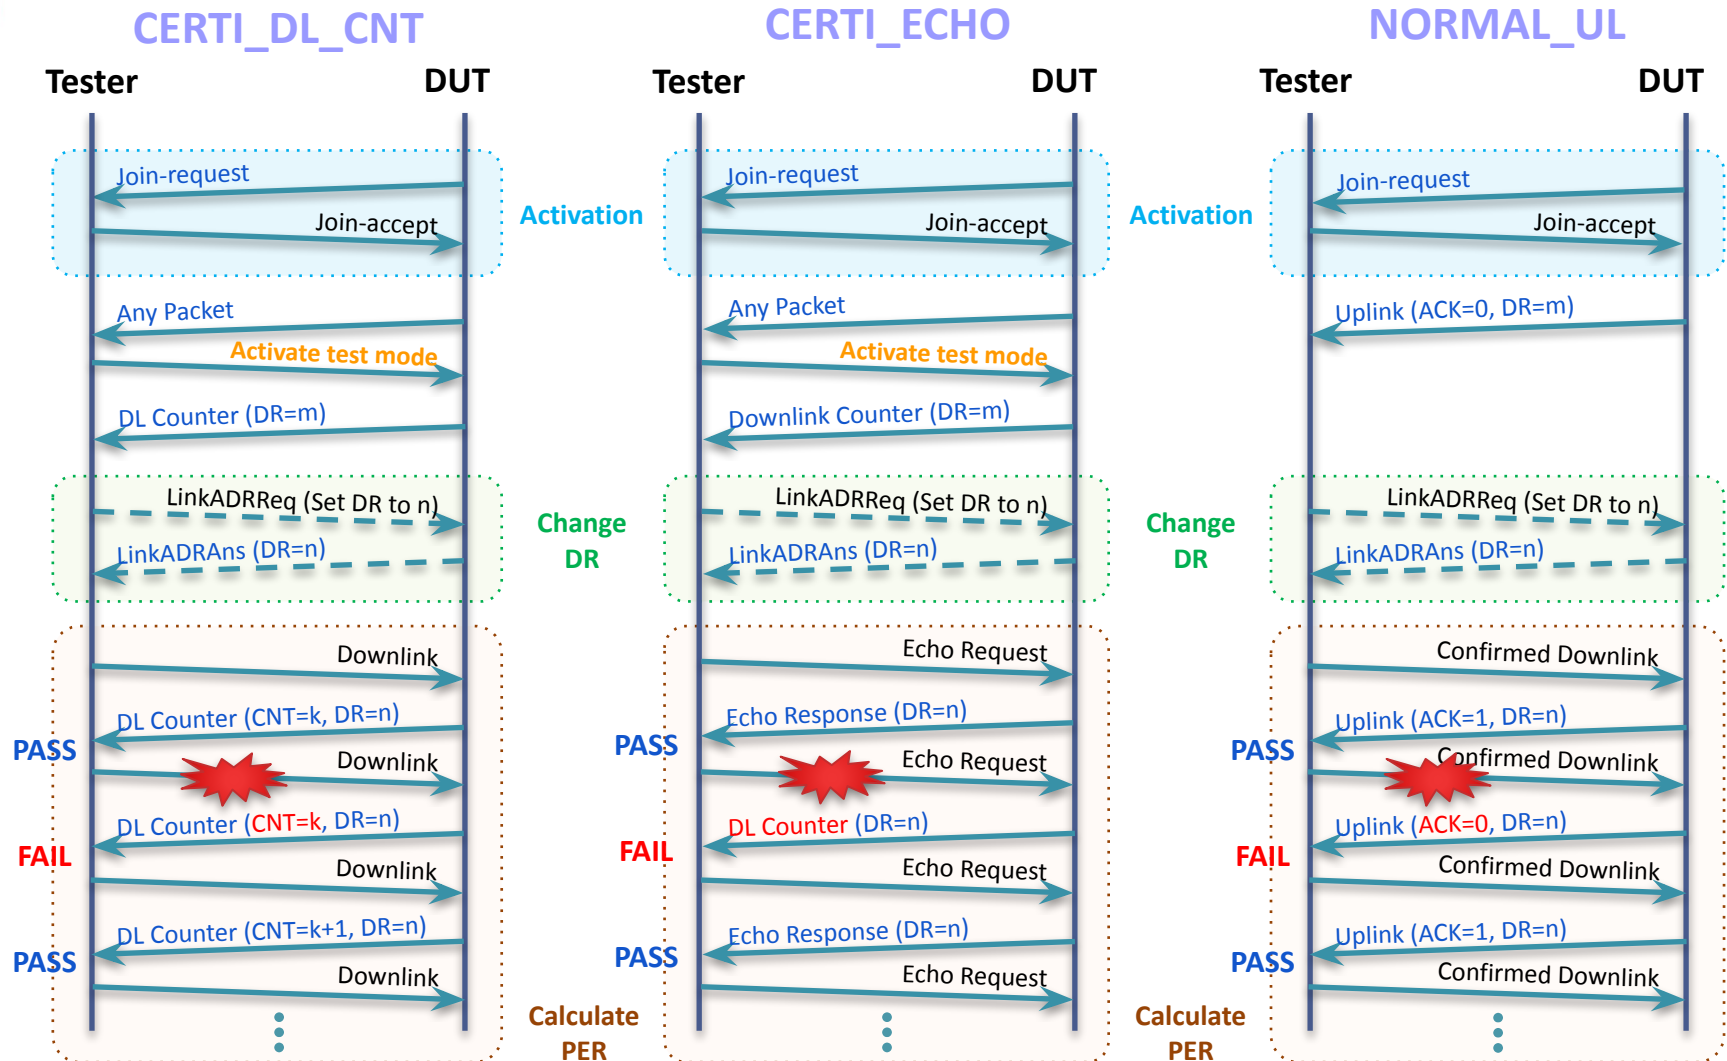 CERTI_DL_CNT
Tester
DUT
Join-request
Join-accept
Activation
Any Packet
Activate test mode
DL Counter (DR=m)
LinkADRReq (Set DR to n)
LinkADRAns (DR=n)
Change
DR
Downlink
DL Counter (CNT=k, DR=n)
PASS
Downlink
DL Counter (CNT=k, DR=n)
FAIL
Downlink
DL Counter (CNT=k+1, DR=n)
PASS
Downlink
Calculate
PER
CERTI_ECHO
Tester
DUT
Join-request
Join-accept
Activation
Any Packet
Activate test mode
Downlink Counter (DR=m)
LinkADRReq (Set DR to n)
LinkADRAns (DR=n)
Change
DR
Echo Request
Echo Response (DR=n)
PASS
Echo Request
DL Counter (DR=n)
FAIL
Echo Request
Echo Response (DR=n)
PASS
Echo Request
Calculate
PER
NORMAL_UL
Tester
DUT
Join-request
Join-accept
Uplink (ACK=0, DR=m)
LinkADRReq (Set DR to n)
LinkADRAns (DR=n)
Confirmed Downlink
Uplink (ACK=1, DR=n)
PASS
Confirmed Downlink
Uplink (ACK=0, DR=n)
FAIL
Confirmed Downlink
Uplink (ACK=1, DR=n)
PASS
Confirmed Downlink